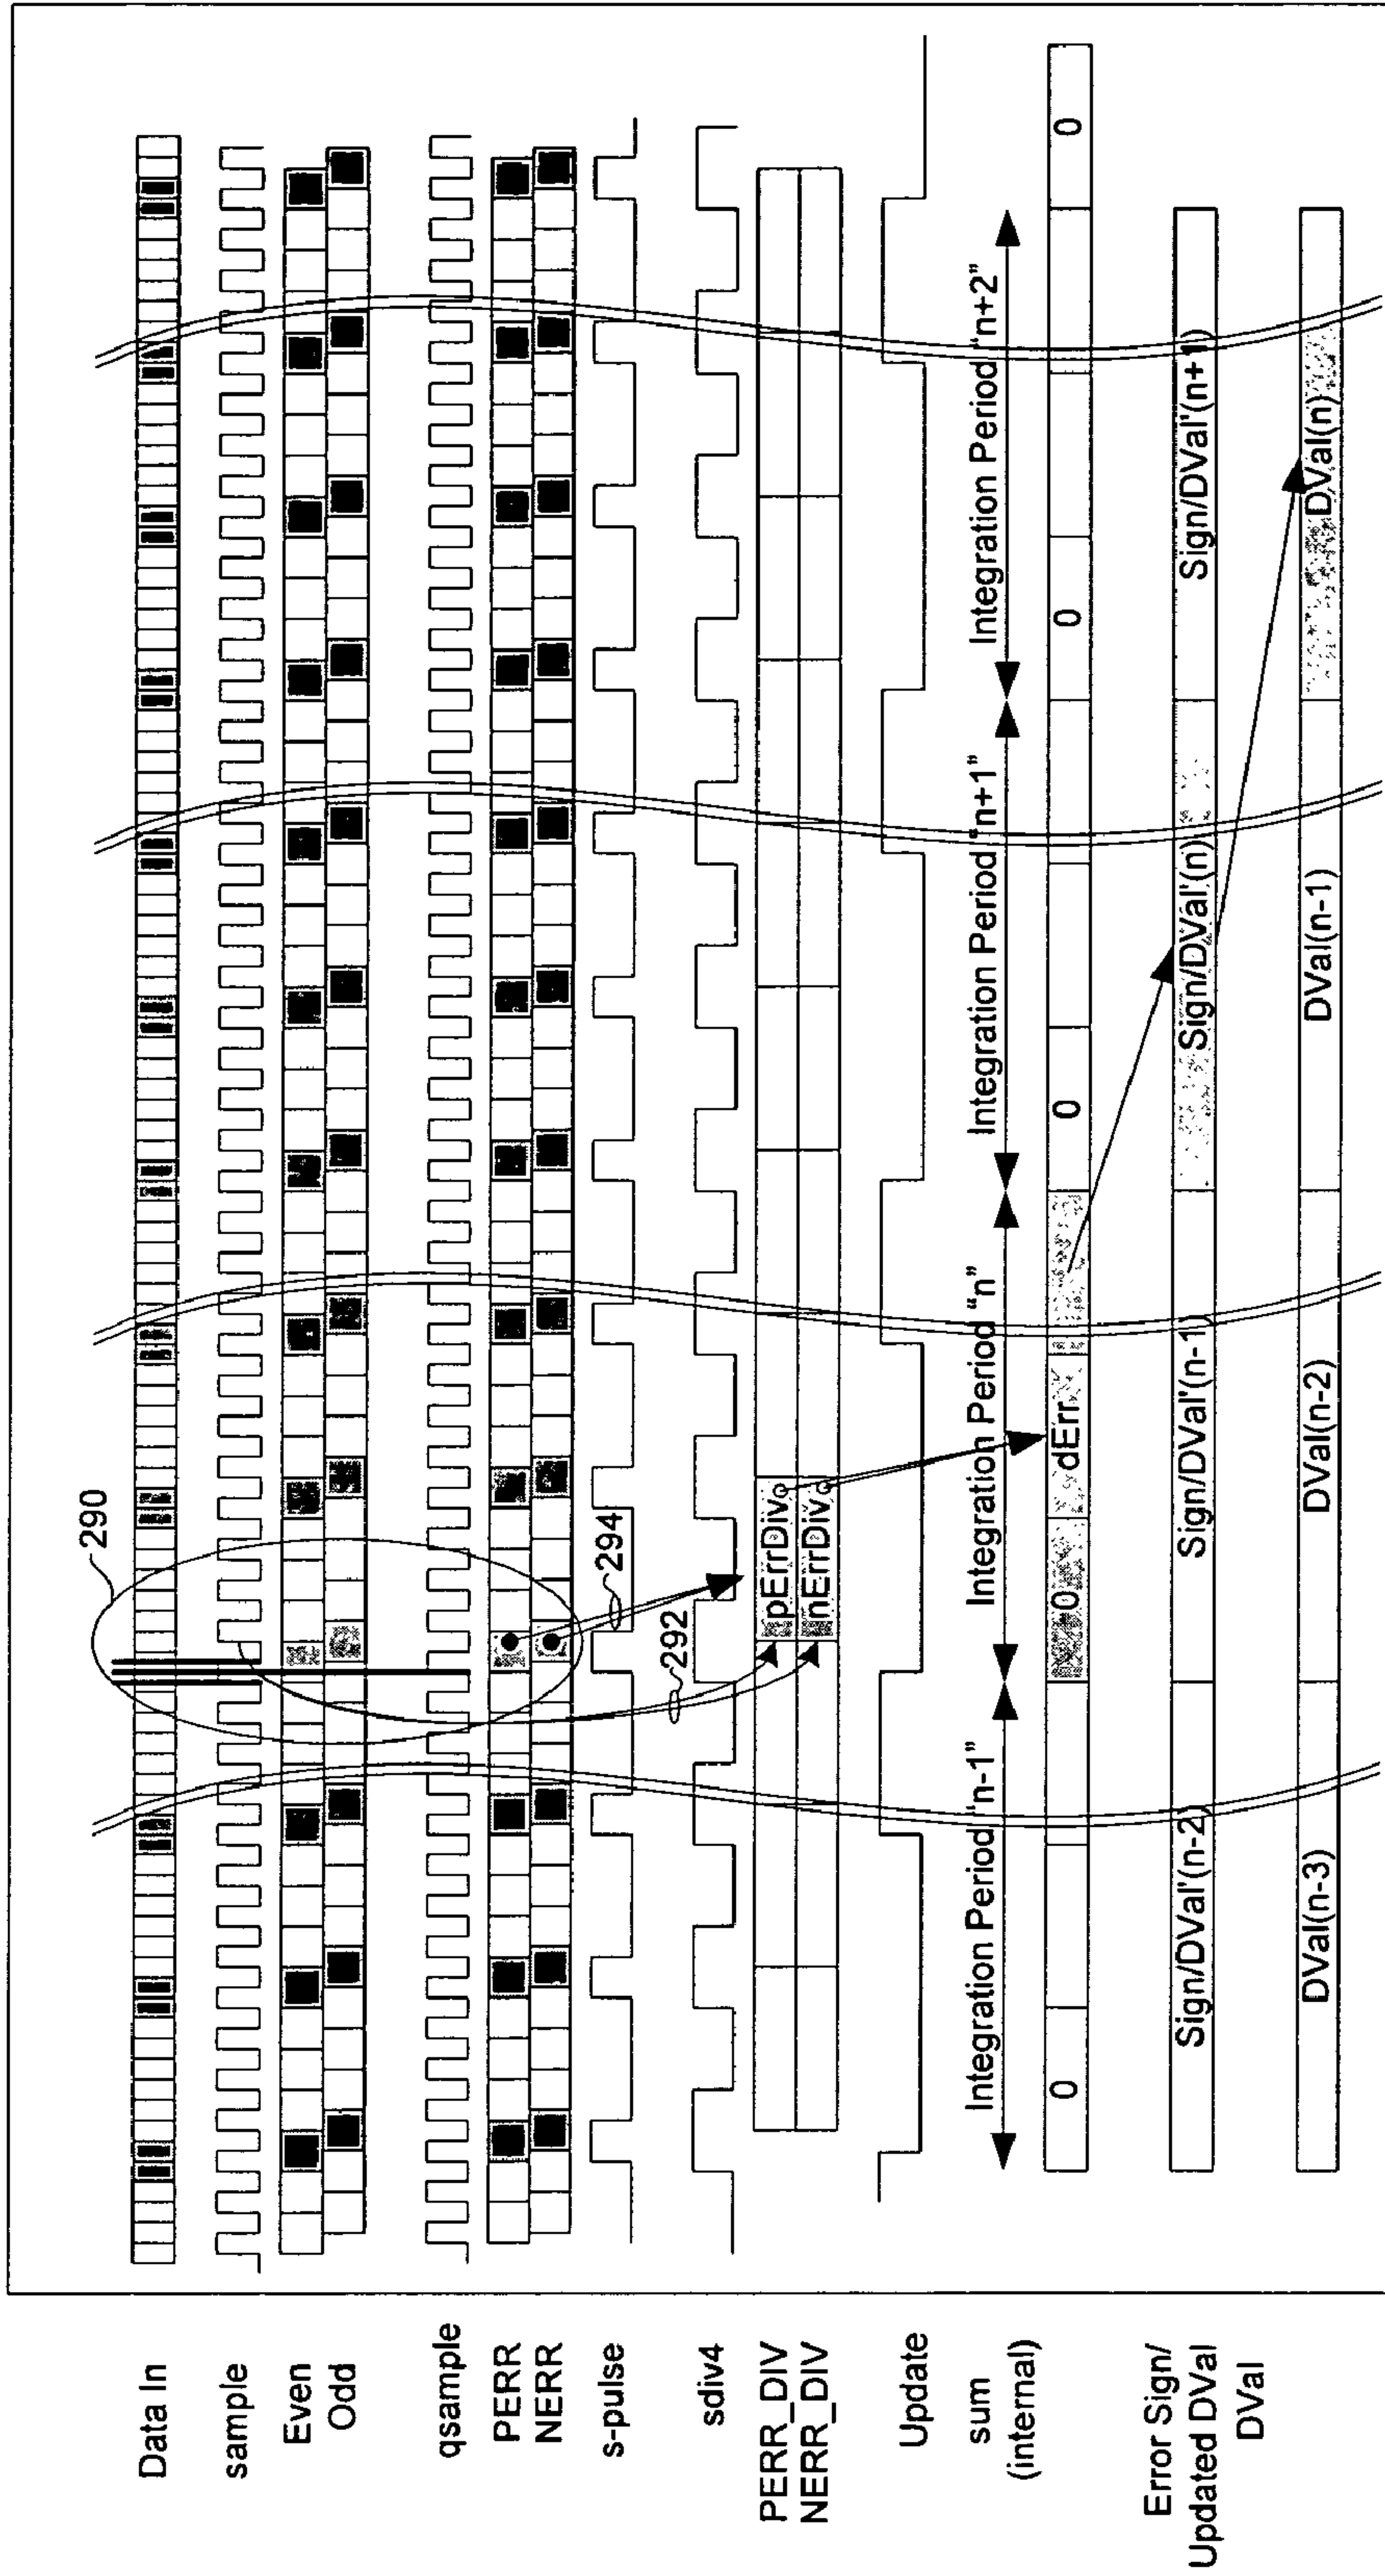 Data In
290
sample
Even
Odd
qsample
PERR
NERR
s-pulse
294
292
sdiv4
PERR_DIV
pErrDiv
NERR_DIV
nErrDiv
Update
Integration Period "n-1"
Integration Period "n"
Integration Period "n+1"
Integration Period "n+2"
sum
(internal)
0
0
dErr
0
0
0
Error Sign/
Updated DVal
Sign/DVal'(n-2)
Sign/DVal'(n-1)
Sign/DVal'(n)
Sign/DVal'(n+1)
DVal
DVal(n-3)
DVal(n-2)
DVal(n-1)
DVal(n)